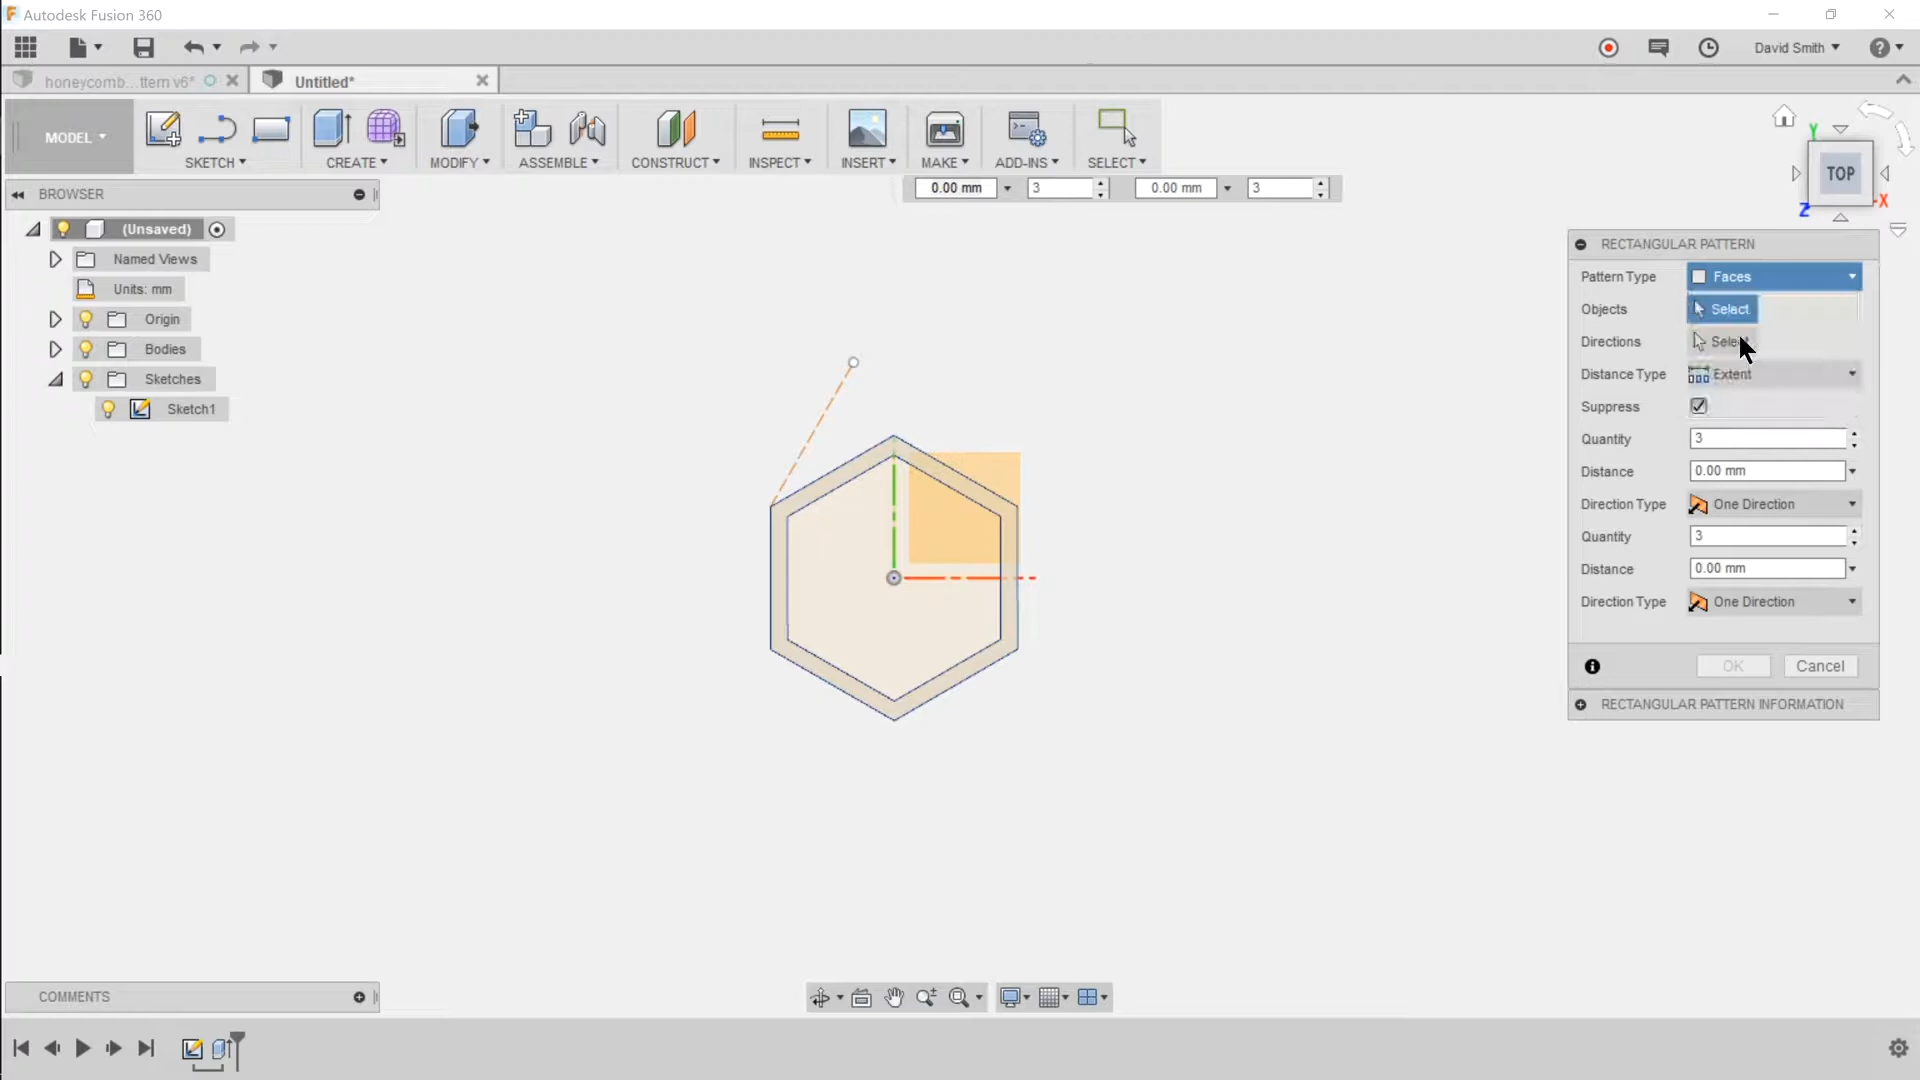 Autodesk Fusion 360
David Smith
honeycomb...ttern v6*
Untitled*
MODEL
SKETCH
CREATE
MODIFY
ASSEMBLE
CONSTRUCT
INSPECT
INSERT
MAKE
ADD-INS
SELECT
0.00 mm
3
0.00 mm
3
Y
TOP
X
Z
BROWSER
(Unsaved)
Named Views
Units: mm
Origin
Bodies
Sketches
Sketch1
RECTANGULAR PATTERN
Pattern Type
Faces
Objects
Select
Directions
Select
Distance Type
Extent
Suppress
Quantity
3
Distance
0.00 mm
Direction Type
One Direction
Quantity
3
Distance
0.00 mm
Direction Type
One Direction
OK
Cancel
RECTANGULAR PATTERN INFORMATION
COMMENTS